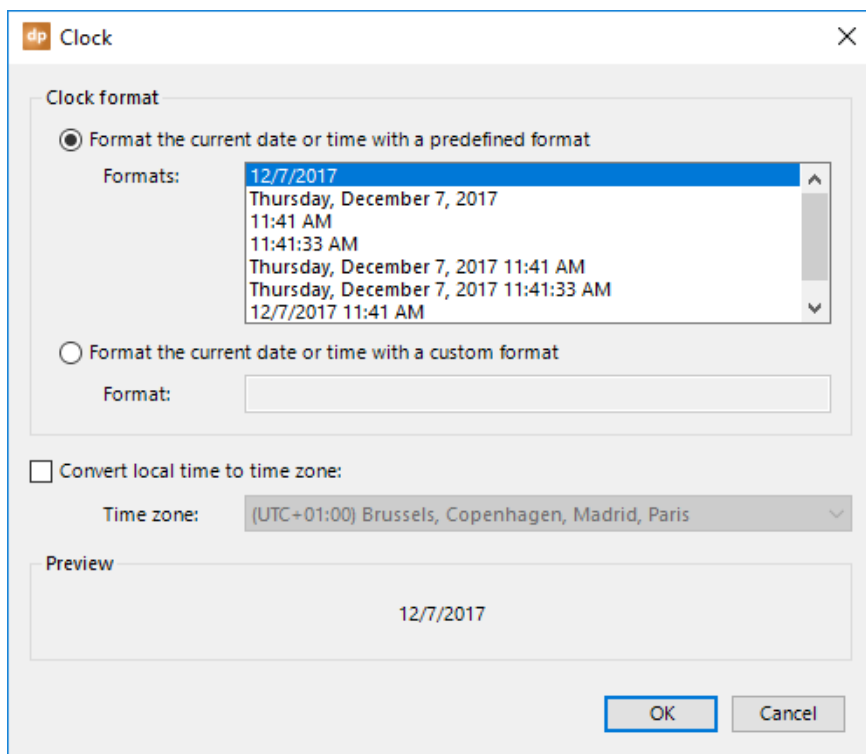 dp Clock
Clock format
Format the current date or time with a predefined format
Formats:
12/7/2017
Thursday, December 7, 2017
11:41 AM
11:41:33 AM
Thursday, December 7, 2017 11:41 AM
Thursday, December 7, 2017 11:41:33 AM
12/7/2017 11:41 AM
Format the current date or time with a custom format
Format:
Convert local time to time zone:
Time zone: (UTC+01:00) Brussels, Copenhagen, Madrid, Paris
Preview
12/7/2017
OK Cancel